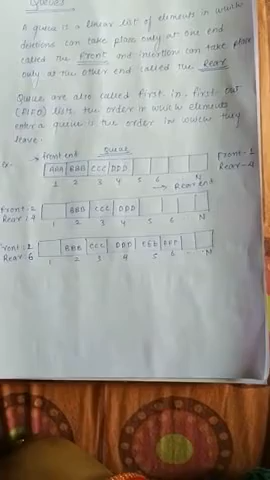 Queues
A queue is a linear list of elements in which
deletions can take place only at one end
called the Front and insertions can take place
only at the other end called the Rear
Queues are also called first-in-first-out
(FIFO) lists. the order in which elements
enter a queue is the order in which they
leave.
Ex- → front end Queue
AAA BBB CCC DDD Front-1
1 2 3 4 5 6 N Rear-4
→ Rear end
Front:2 BBB CCC DDD
Rear:4 1 2 3 4 5 6 N
Front:2 BBB CCC DDD EEE FFF
Rear:6 1 2 3 4 5 6 N